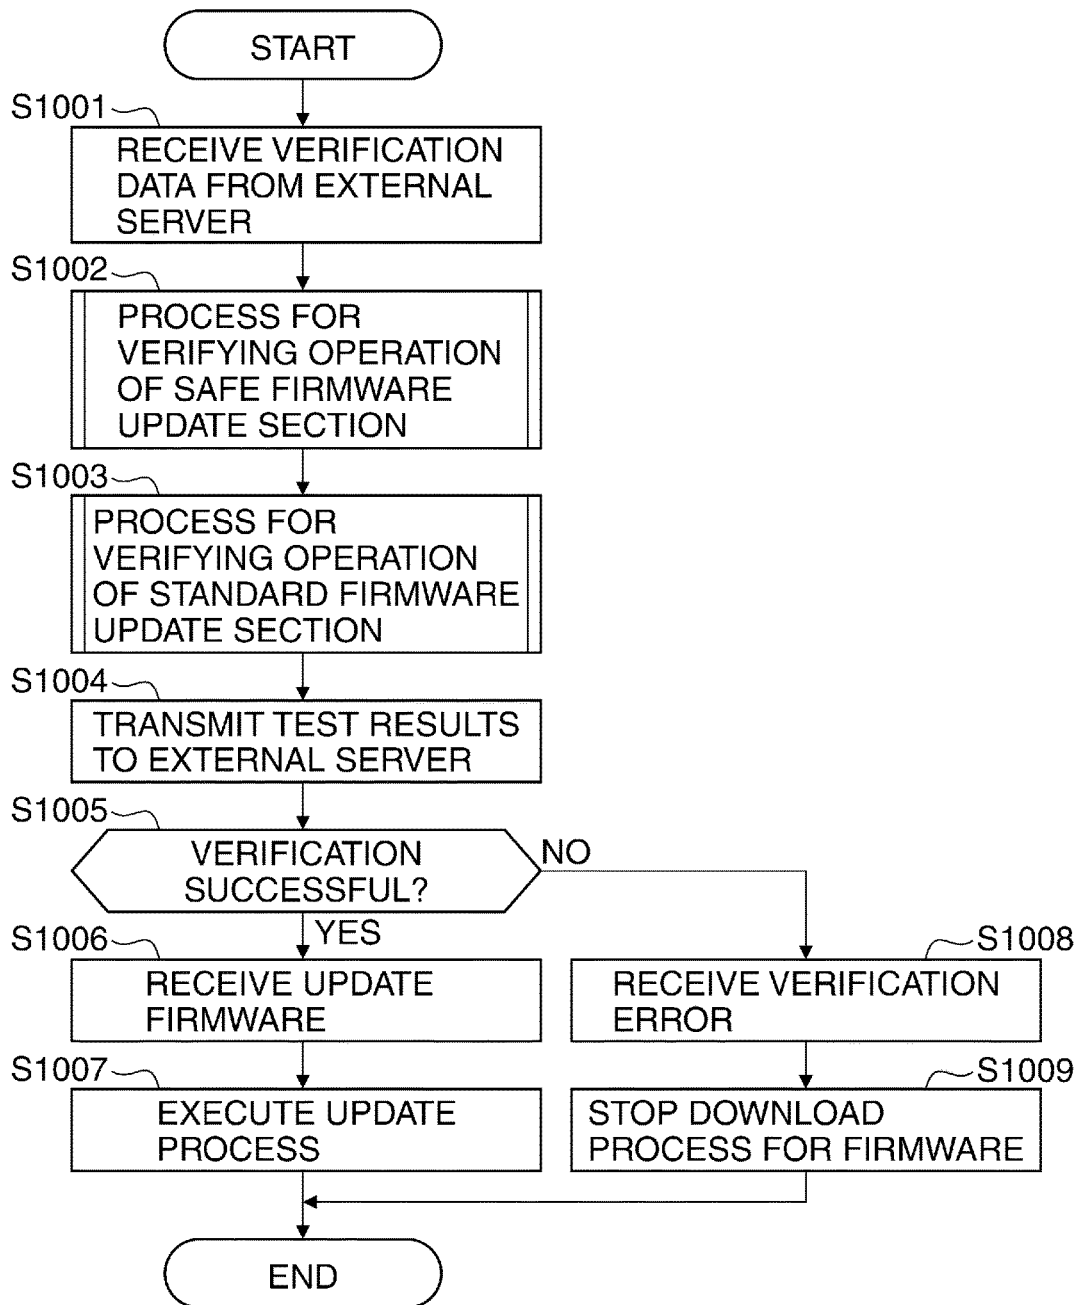 START
S1001
RECEIVE VERIFICATION
DATA FROM EXTERNAL
SERVER
S1002
PROCESS FOR
VERIFYING OPERATION
OF SAFE FIRMWARE
UPDATE SECTION
S1003
PROCESS FOR
VERIFYING OPERATION
OF STANDARD FIRMWARE
UPDATE SECTION
S1004
TRANSMIT TEST RESULTS
TO EXTERNAL SERVER
S1005
VERIFICATION
SUCCESSFUL?
NO
YES
S1006
RECEIVE UPDATE
FIRMWARE
S1007
EXECUTE UPDATE
PROCESS
S1008
RECEIVE VERIFICATION
ERROR
S1009
STOP DOWNLOAD
PROCESS FOR FIRMWARE
END